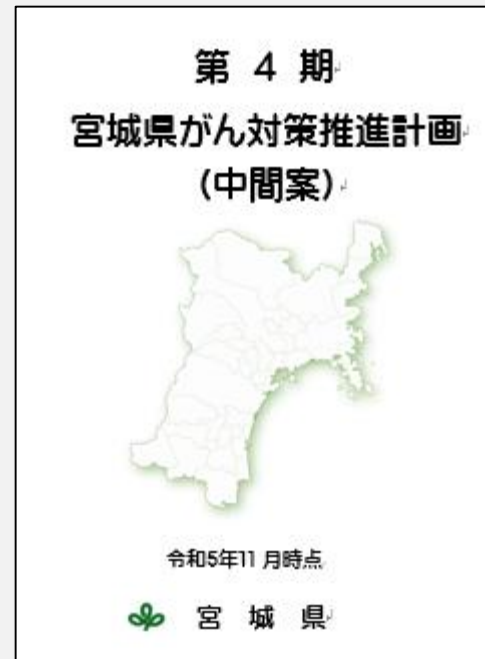 第 4 期
宮城県がん対策推進計画
(中間案)
令和5年11月時点
宮 城 県